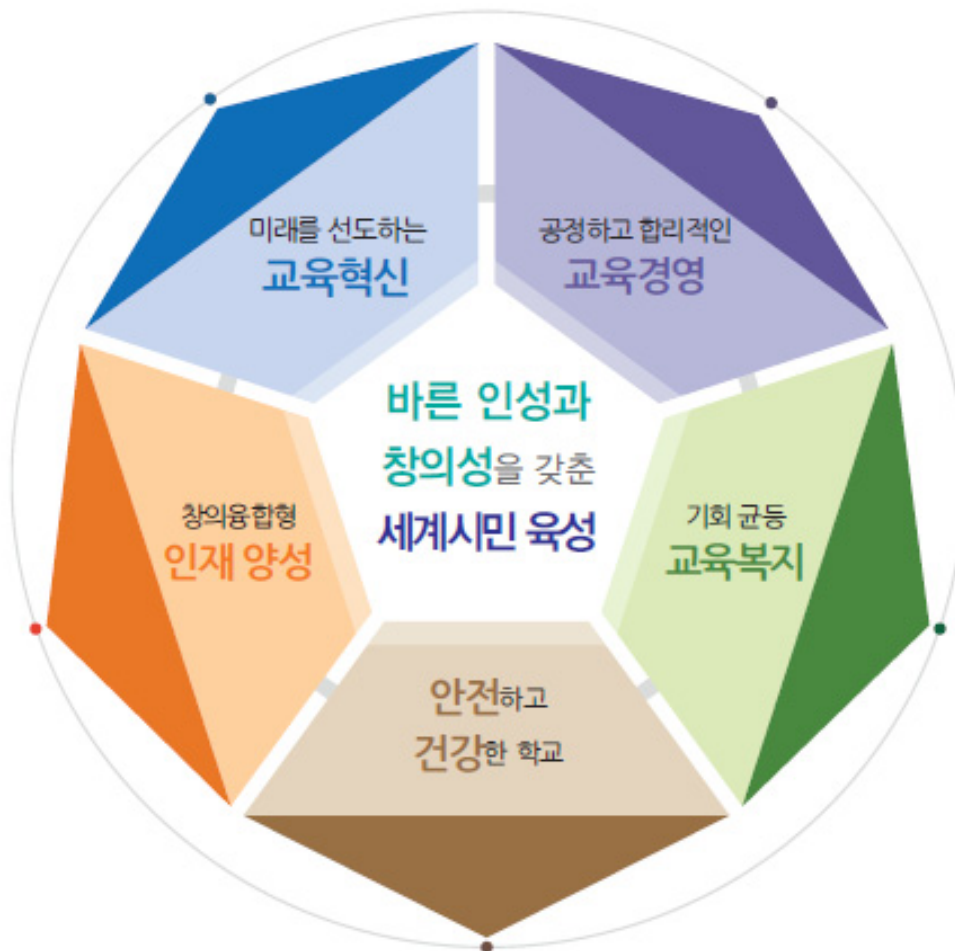 미래를 선도하는
교육혁신
공정하고 합리적인
교육경영
바른 인성과
창의성을 갖춘
세계시민 육성
창의융합형
인재 양성
기회 균등
교육복지
안전하고
건강한 학교